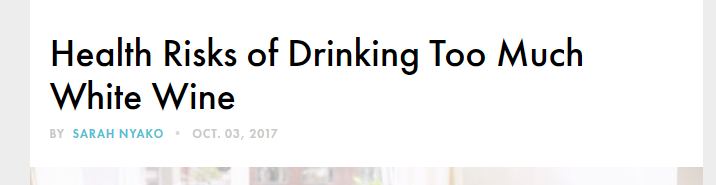 Health Risks of Drinking Too Much
White Wine
BY SARAH NYAKO • OCT. 03, 2017